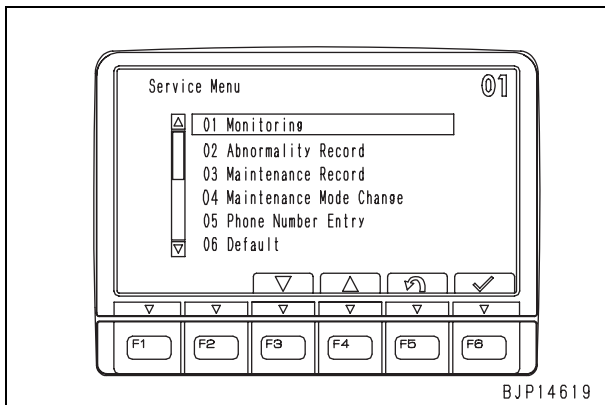 Service Menu
01
01 Monitoring
02 Abnormality Record
03 Maintenance Record
04 Maintenance Mode Change
05 Phone Number Entry
06 Default
F1 F2 F3 F4 F5 F6
BJP14619